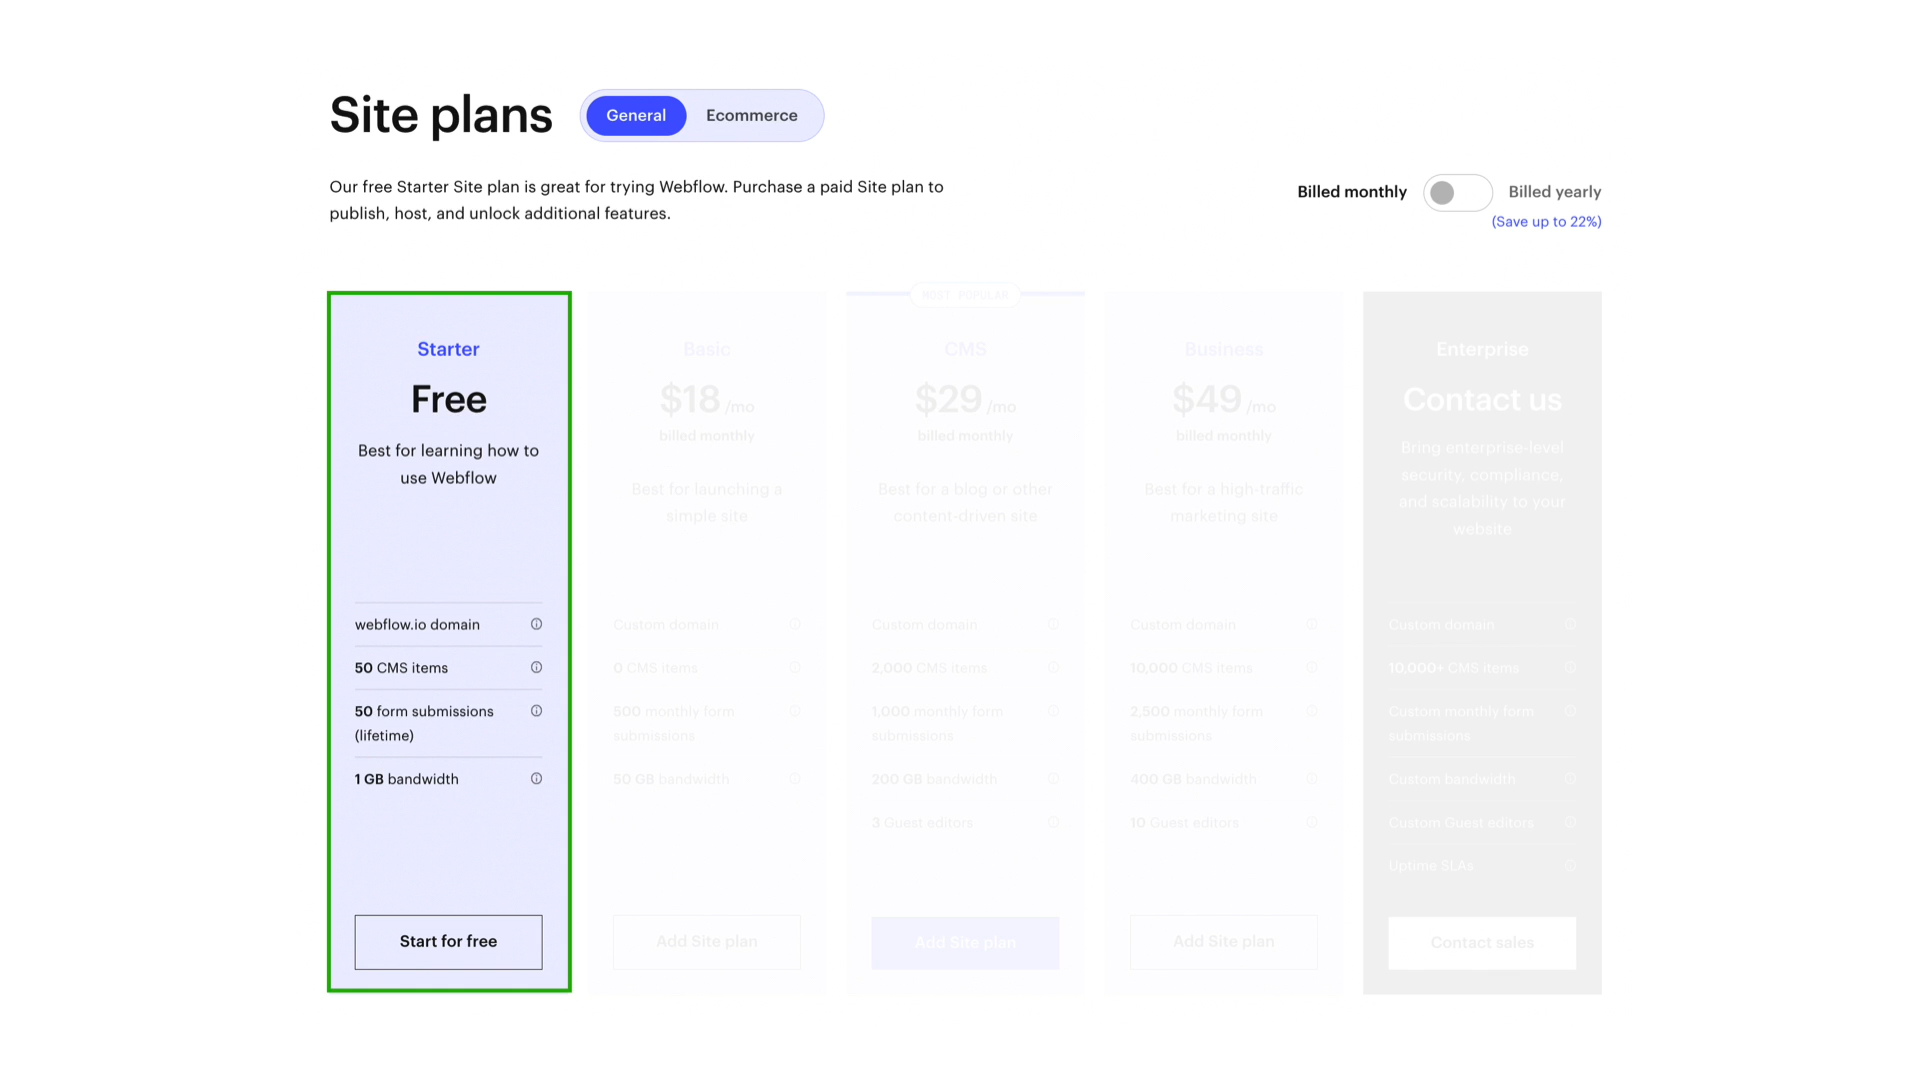 Site plans
General
Ecommerce
Our free Starter Site plan is great for trying Webflow. Purchase a paid Site plan to
publish, host, and unlock additional features.
Billed monthly
Billed yearly
(Save up to 22%)
Starter
Free
Best for learning how to
use Webflow
webflow.io domain
50 CMS items
50 form submissions
(lifetime)
1 GB bandwidth
Start for free
Basic
$18 /mo
billed monthly
Best for launching a
simple site
Custom domain
0 CMS items
500 monthly form
submissions
50 GB bandwidth
Add Site plan
MOST POPULAR
CMS
$29 /mo
billed monthly
Best for a blog or other
content-driven site
Custom domain
2,000 CMS items
1,000 monthly form
submissions
200 GB bandwidth
3 Guest editors
Add Site plan
Business
$49 /mo
billed monthly
Best for a high-traffic
marketing site
Custom domain
10,000 CMS items
2,500 monthly form
submissions
400 GB bandwidth
10 Guest editors
Add Site plan
Enterprise
Contact us
Bring enterprise-level
security, compliance,
and scalability to your
website
Custom domain
10,000+ CMS items
Custom monthly form
submissions
Custom bandwidth
Custom Guest editors
Uptime SLAs
Contact sales